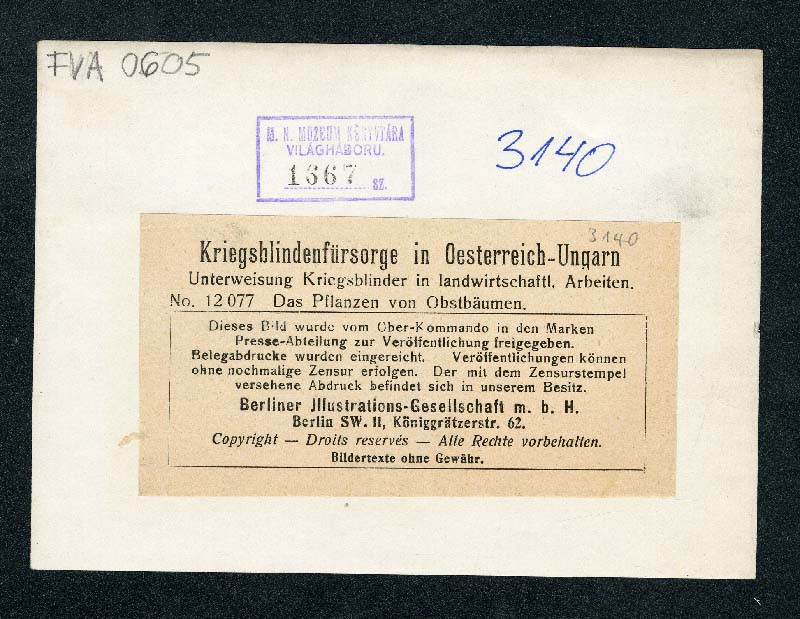 FVA 0605
M. N. MUZEUM KÖNYVTÁRA
VILÁGHÁBORU.
1667 SZ.
3140
3140
Kriegsblindenfürsorge in Oesterreich-Ungarn
Unterweisung Kriegsblinder in landwirtschaftl. Arbeiten.
No. 12077 Das Pflanzen von Obstbäumen.
Dieses Bild wurde vom Ober-Kommando in den Marken
Presse-Abteilung zur Veröffentlichung freigegeben.
Belegabdrucke wurden eingereicht. Veröffentlichungen können
ohne nochmalige Zensur erfolgen. Der mit dem Zensurstempel
versehene Abdruck befindet sich in unserem Besitz.
Berliner Jllustrations-Gesellschaft m. b. H.
Berlin SW. 11, Königgrätzerstr. 62.
Copyright — Droits reservés — Alle Rechte vorbehalten.
Bildertexte ohne Gewähr.